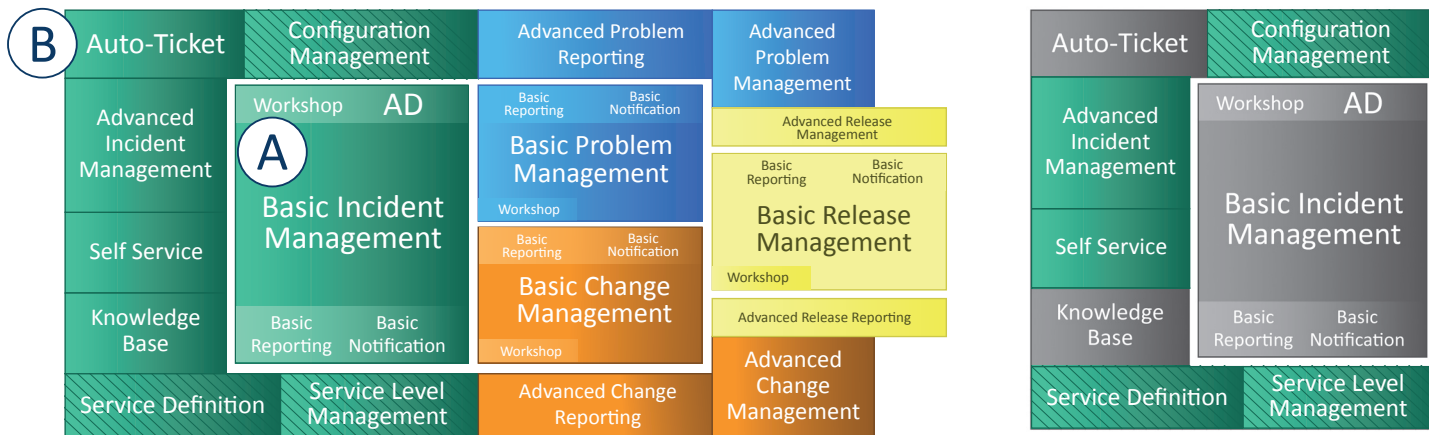 B
Auto-Ticket
Configuration
Management
Advanced Problem
Reporting
Advanced
Problem
Management
Advanced
Incident
Management
Self Service
Knowledge
Base
Workshop AD
A
Basic Incident
Management
Basic
Reporting
Basic
Notification
Basic
Reporting
Basic
Notification
Basic Problem
Management
Workshop
Basic
Reporting
Basic
Notification
Basic Change
Management
Workshop
Advanced Release
Management
Basic
Reporting
Basic
Notification
Basic Release
Management
Workshop
Advanced Release Reporting
Service Definition
Service Level
Management
Advanced Change
Reporting
Advanced
Change
Management
Auto-Ticket
Configuration
Management
Advanced
Incident
Management
Self Service
Knowledge
Base
Workshop AD
Basic Incident
Management
Basic
Reporting
Basic
Notification
Service Definition
Service Level
Management